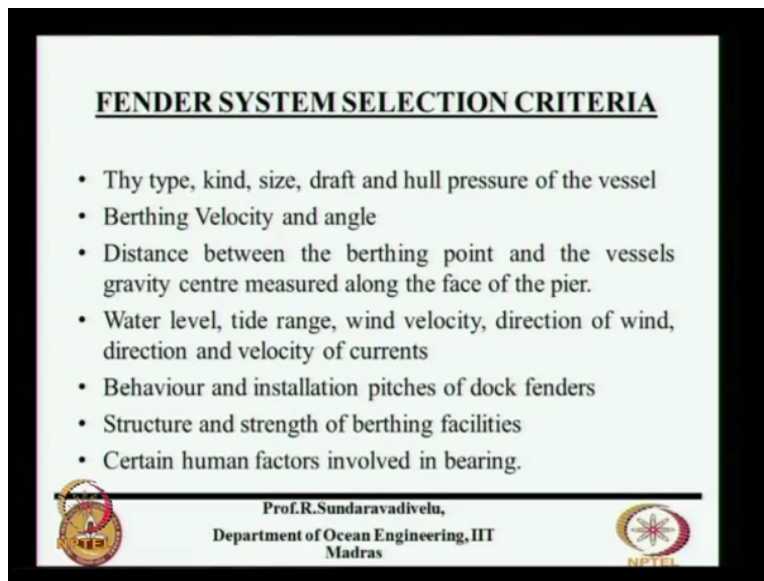 FENDER SYSTEM SELECTION CRITERIA
• Thy type, kind, size, draft and hull pressure of the vessel
• Berthing Velocity and angle
• Distance between the berthing point and the vessels
gravity centre measured along the face of the pier.
• Water level, tide range, wind velocity, direction of wind,
direction and velocity of currents
• Behaviour and installation pitches of dock fenders
• Structure and strength of berthing facilities
• Certain human factors involved in bearing.
Prof.R.Sundaravadivelu,
Department of Ocean Engineering, IIT
Madras
NPTEL
NPTEL